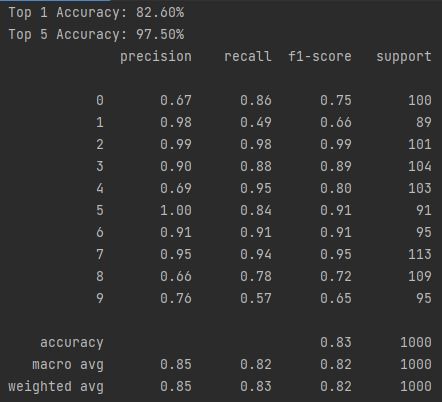 Top 1 Accuracy: 82.60%
Top 5 Accuracy: 97.50%
precision recall f1-score support
0 0.67 0.86 0.75 100
1 0.98 0.49 0.66 89
2 0.99 0.98 0.99 101
3 0.90 0.88 0.89 104
4 0.69 0.95 0.80 103
5 1.00 0.84 0.91 91
6 0.91 0.91 0.91 95
7 0.95 0.94 0.95 113
8 0.66 0.78 0.72 109
9 0.76 0.57 0.65 95
accuracy 0.83 1000
macro avg 0.85 0.82 0.82 1000
weighted avg 0.85 0.83 0.82 1000